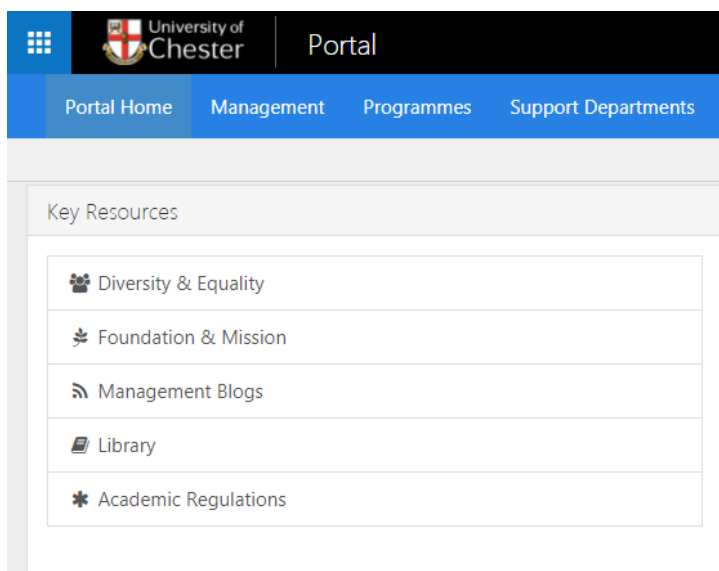 University of
Chester
Portal
Portal Home Management Programmes Support Departments
Key Resources
Diversity & Equality
Foundation & Mission
Management Blogs
Library
Academic Regulations